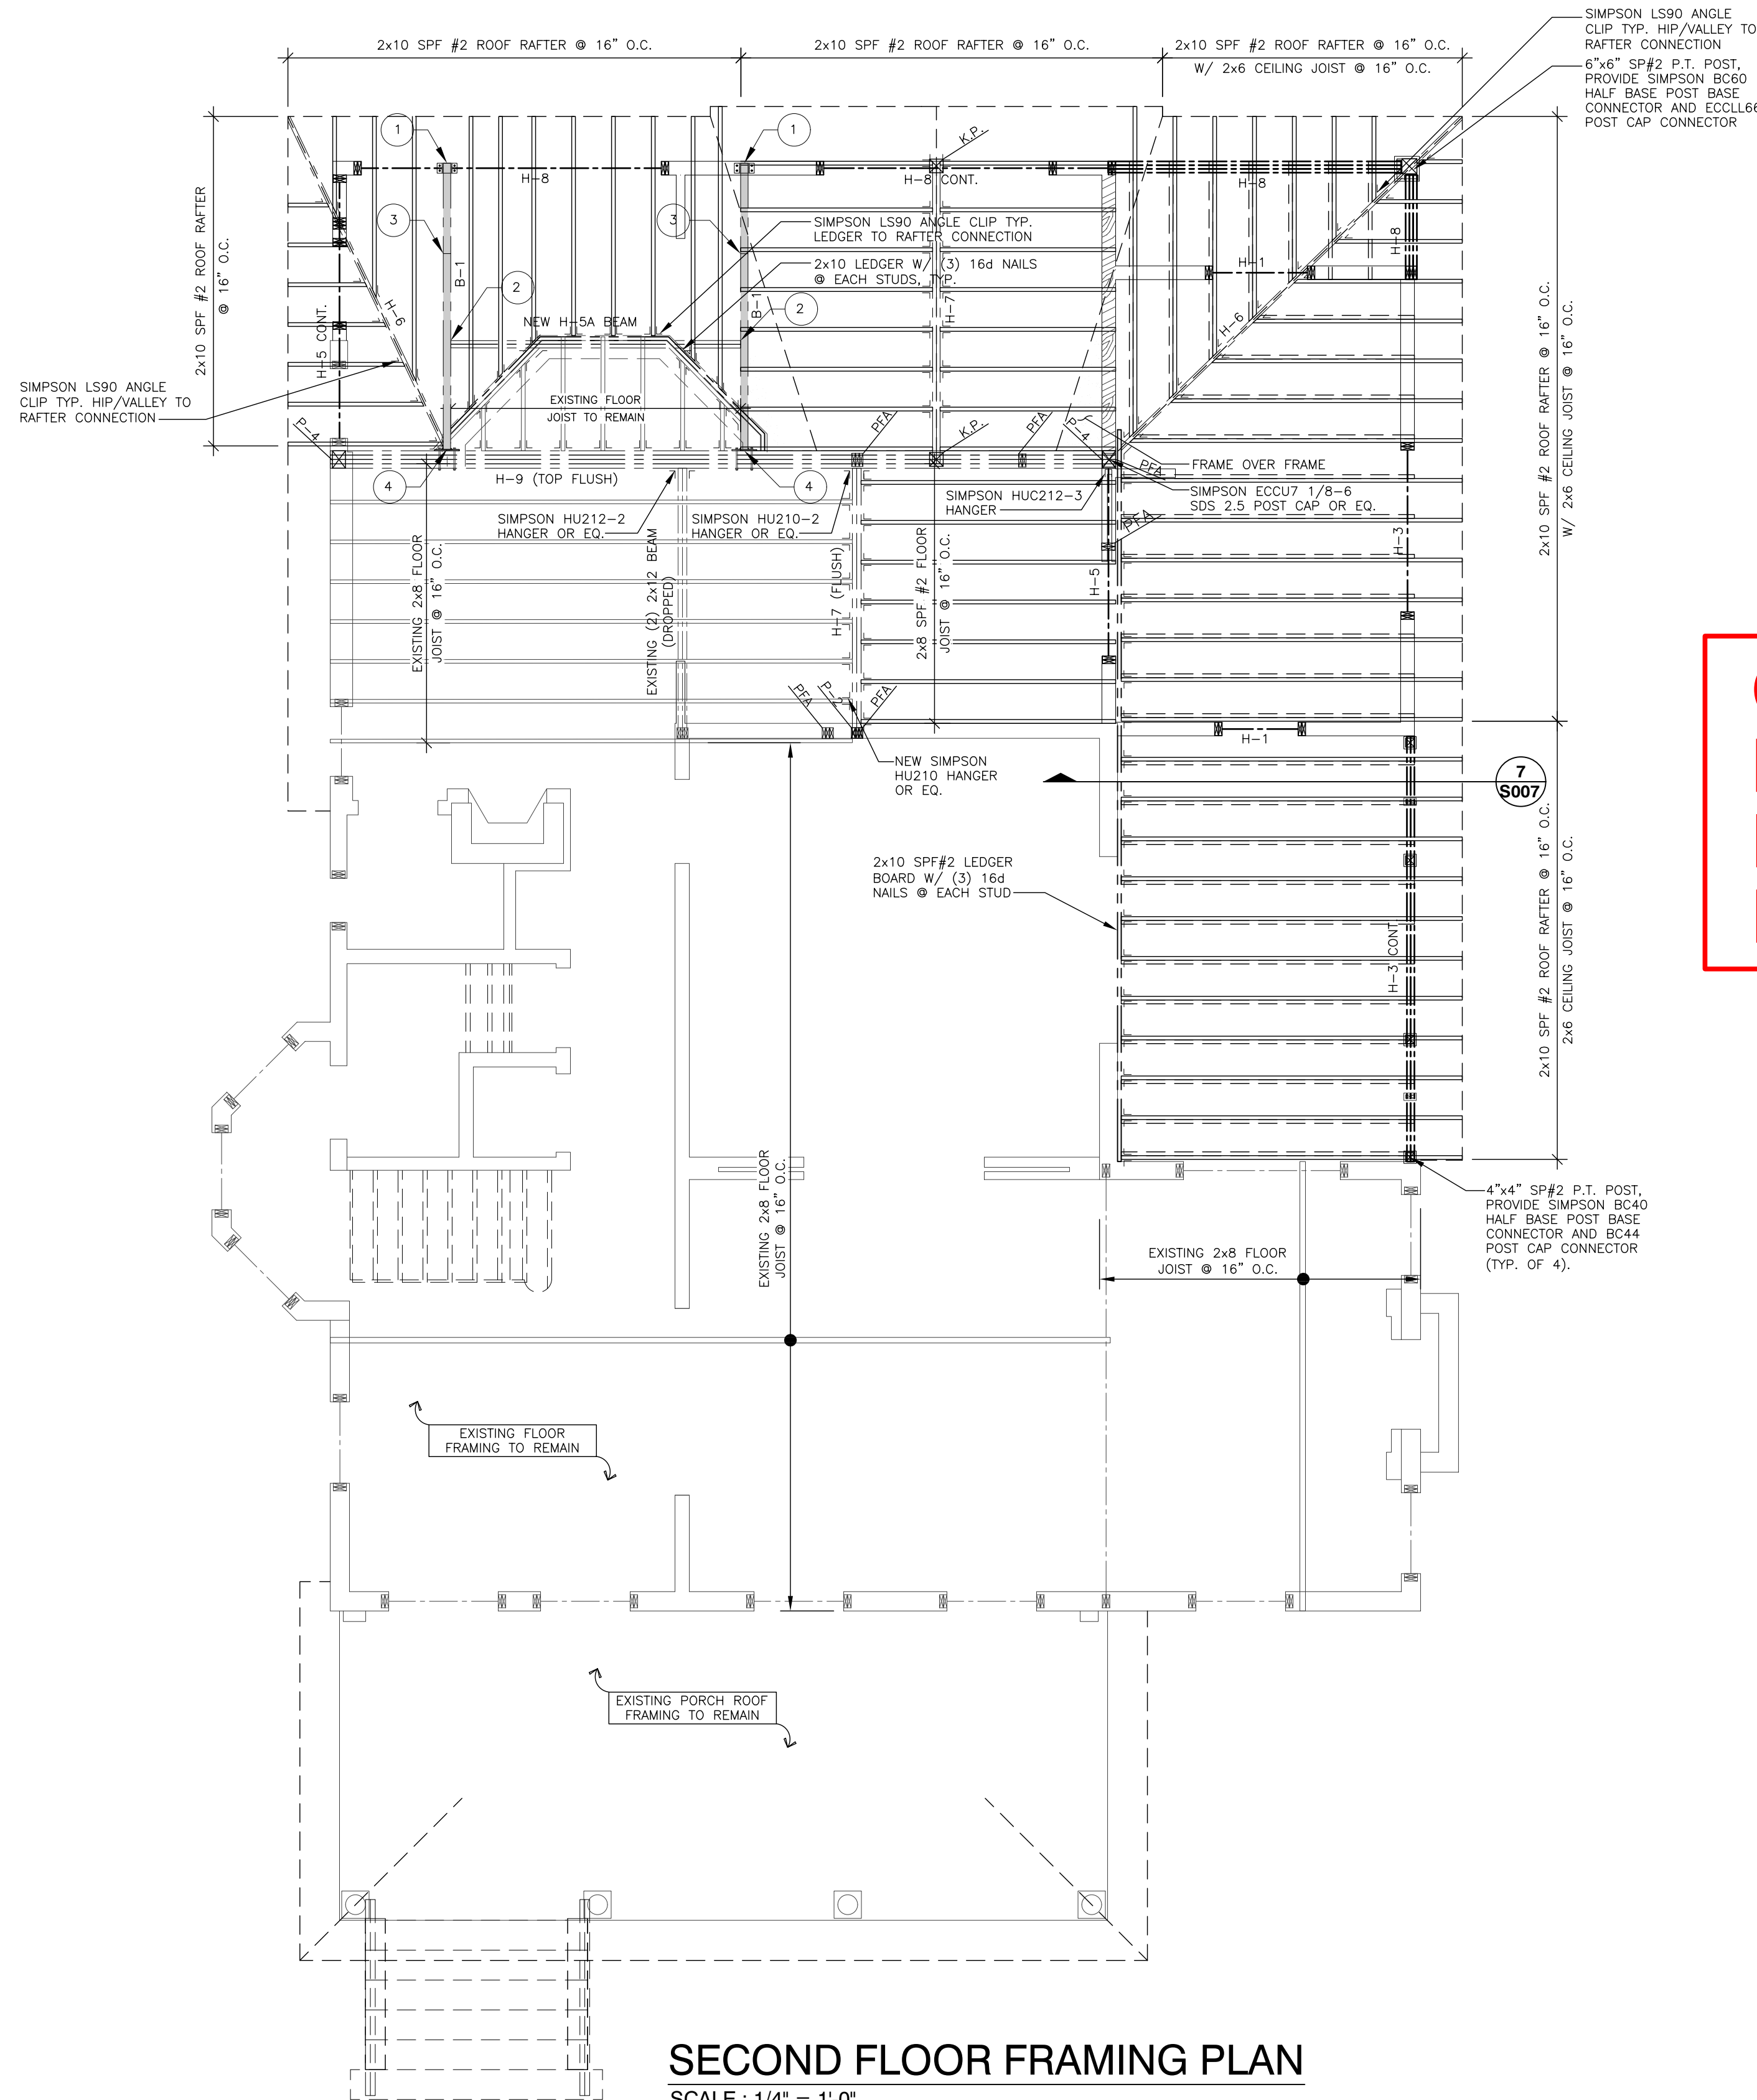 2x10 SPF #2 ROOF RAFTER @ 16" O.C.
2x10 SPF #2 ROOF RAFTER @ 16" O.C.
2x10 SPF #2 ROOF RAFTER @ 16" O.C.
W/ 2x6 CEILING JOIST @ 16" O.C.
SIMPSON LS90 ANGLE
CLIP TYP. HIP/VALLEY TO
RAFTER CONNECTION
6"x6" SP#2 P.T. POST,
PROVIDE SIMPSON BC60
HALF BASE POST BASE
CONNECTOR AND ECCLL66
POST CAP CONNECTOR
2x10 SPF #2 ROOF RAFTER
@ 16" O.C.
1
1
K.P.
H-8
H-8 CONT.
H-8
3
3
SIMPSON LS90 ANGLE CLIP TYP.
LEDGER TO RAFTER CONNECTION
H-8
B-1
2
2x10 LEDGER W/ (3) 16d NAILS
@ EACH STUDS, TYP.
H-1
H-7
B-1
2
H-6
NEW H-5A BEAM
H-6
H-5 CONT.
SIMPSON LS90 ANGLE
CLIP TYP. HIP/VALLEY TO
RAFTER CONNECTION
EXISTING FLOOR
JOIST TO REMAIN
2x10 SPF #2 ROOF RAFTER @ 16" O.C.
W/ 2x6 CEILING JOIST @ 16" O.C.
P-4
PFA
K.P.
PFA
P-4
PFA
FRAME OVER FRAME
4
H-9 (TOP FLUSH)
4
SIMPSON HUC212-3
HANGER
SIMPSON ECCU7 1/8-6
SDS 2.5 POST CAP OR EQ.
SIMPSON HU212-2
HANGER OR EQ.
SIMPSON HU210-2
HANGER OR EQ.
PFA
H-3
H-5
EXISTING 2x8 FLOOR
JOIST @ 16" O.C.
EXISTING (2) 2x12 BEAM
(DROPPED)
H-7 (FLUSH)
2x8 SPF #2 FLOOR
JOIST @ 16" O.C.
PFA
P-2
PFA
H-1
NEW SIMPSON
HU210 HANGER
OR EQ.
7
S007
2x10 SPF#2 LEDGER
BOARD W/ (3) 16d
NAILS @ EACH STUD
H-3 CONT.
2x10 SPF #2 ROOF RAFTER @ 16" O.C.
2x6 CEILING JOIST @ 16" O.C.
4"x4" SP#2 P.T. POST,
PROVIDE SIMPSON BC40
HALF BASE POST BASE
CONNECTOR AND BC44
POST CAP CONNECTOR
(TYP. OF 4).
EXISTING 2x8 FLOOR
JOIST @ 16" O.C.
EXISTING 2x8 FLOOR
JOIST @ 16" O.C.
EXISTING FLOOR
FRAMING TO REMAIN
EXISTING PORCH ROOF
FRAMING TO REMAIN
SECOND FLOOR FRAMING PLAN
SCALE : 1/4" = 1'-0"